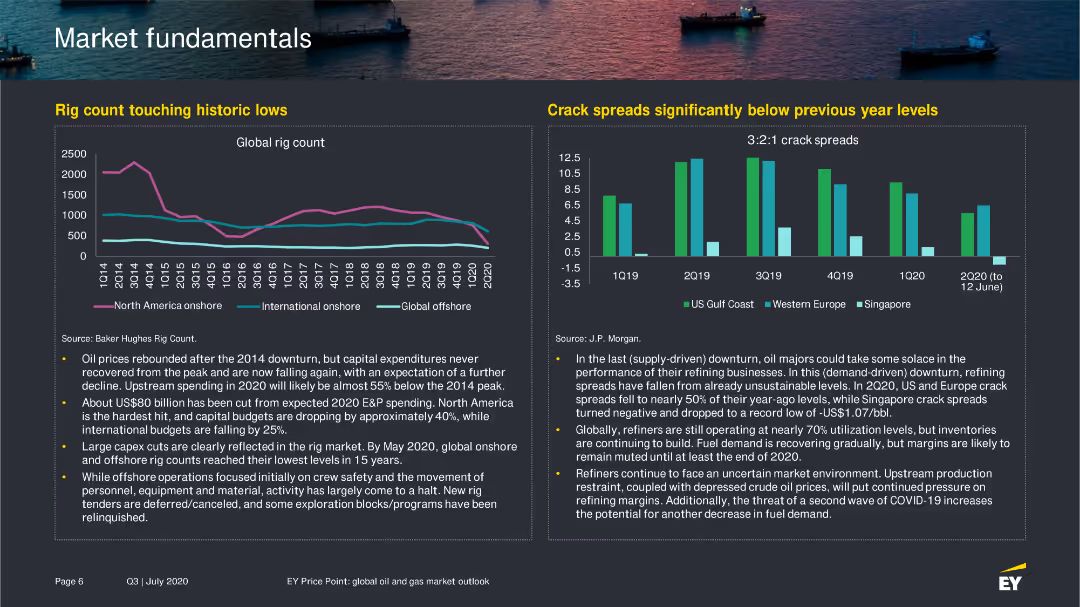 Market fundamentals
Rig count touching historic lows
Global rig count
2500
2000
1500
1000
500
0
1Q14
2Q14
3Q14
4Q14
1Q15
2Q15
3Q15
4Q15
1Q16
2Q16
3Q16
4Q16
1Q17
2Q17
3Q17
4Q17
1Q18
2Q18
3Q18
4Q18
1Q19
2Q19
3Q19
4Q19
1Q20
2Q20
North America onshore
International onshore
Global offshore
Source: Baker Hughes Rig Count.
• Oil prices rebounded after the 2014 downturn, but capital expenditures never
recovered from the peak and are now falling again, with an expectation of a further
decline. Upstream spending in 2020 will likely be almost 55% below the 2014 peak.
• About US$80 billion has been cut from expected 2020 E&P spending. North America
is the hardest hit, and capital budgets are dropping by approximately 40%, while
international budgets are falling by 25%.
• Large capex cuts are clearly reflected in the rig market. By May 2020, global onshore
and offshore rig counts reached their lowest levels in 15 years.
• While offshore operations focused initially on crew safety and the movement of
personnel, equipment and material, activity has largely come to a halt. New rig
tenders are deferred/canceled, and some exploration blocks/programs have been
relinquished.
Crack spreads significantly below previous year levels
3:2:1 crack spreads
12.5
10.5
8.5
6.5
4.5
2.5
0.5
-1.5
-3.5
1Q19
2Q19
3Q19
4Q19
1Q20
2Q20 (to
12 June)
US Gulf Coast
Western Europe
Singapore
Source: J.P. Morgan.
• In the last (supply-driven) downturn, oil majors could take some solace in the
performance of their refining businesses. In this (demand-driven) downturn, refining
spreads have fallen from already unsustainable levels. In 2Q20, US and Europe crack
spreads fell to nearly 50% of their year-ago levels, while Singapore crack spreads
turned negative and dropped to a record low of -US$1.07/bbl.
• Globally, refiners are still operating at nearly 70% utilization levels, but inventories
are continuing to build. Fuel demand is recovering gradually, but margins are likely to
remain muted until at least the end of 2020.
• Refiners continue to face an uncertain market environment. Upstream production
restraint, coupled with depressed crude oil prices, will put continued pressure on
refining margins. Additionally, the threat of a second wave of COVID-19 increases
the potential for another decrease in fuel demand.
Page 6
Q3 | July 2020
EY Price Point: global oil and gas market outlook
EY